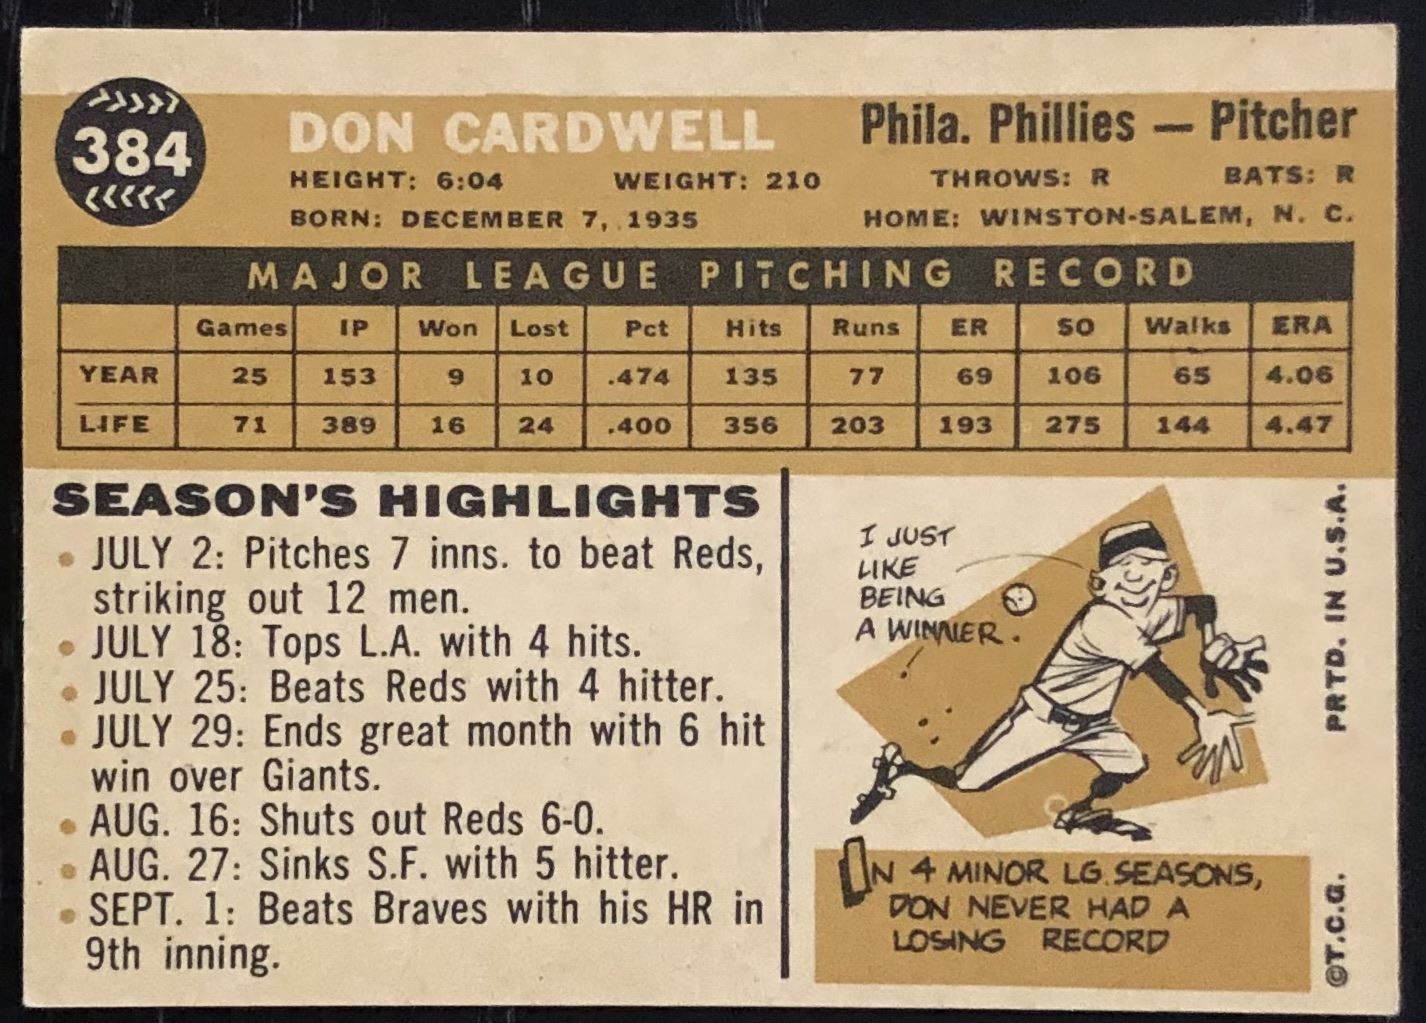 384
DON CARDWELL
Phila. Phillies — Pitcher
HEIGHT: 6:04 WEIGHT: 210 THROWS: R BATS: R
BORN: DECEMBER 7, 1935 HOME: WINSTON-SALEM, N. C.
MAJOR LEAGUE PITCHING RECORD
Games IP Won Lost Pct Hits Runs ER SO Walks ERA
YEAR 25 153 9 10 .474 135 77 69 106 65 4.06
LIFE 71 389 16 24 .400 356 203 193 275 144 4.47
SEASON'S HIGHLIGHTS
• JULY 2: Pitches 7 inns. to beat Reds,
striking out 12 men.
• JULY 18: Tops L.A. with 4 hits.
• JULY 25: Beats Reds with 4 hitter.
• JULY 29: Ends great month with 6 hit
win over Giants.
• AUG. 16: Shuts out Reds 6-0.
• AUG. 27: Sinks S.F. with 5 hitter.
• SEPT. 1: Beats Braves with his HR in
9th inning.
I JUST
LIKE
BEING
A WINNER.
IN 4 MINOR LG. SEASONS,
DON NEVER HAD A
LOSING RECORD
PRTD. IN U.S.A.
©T.C.G.